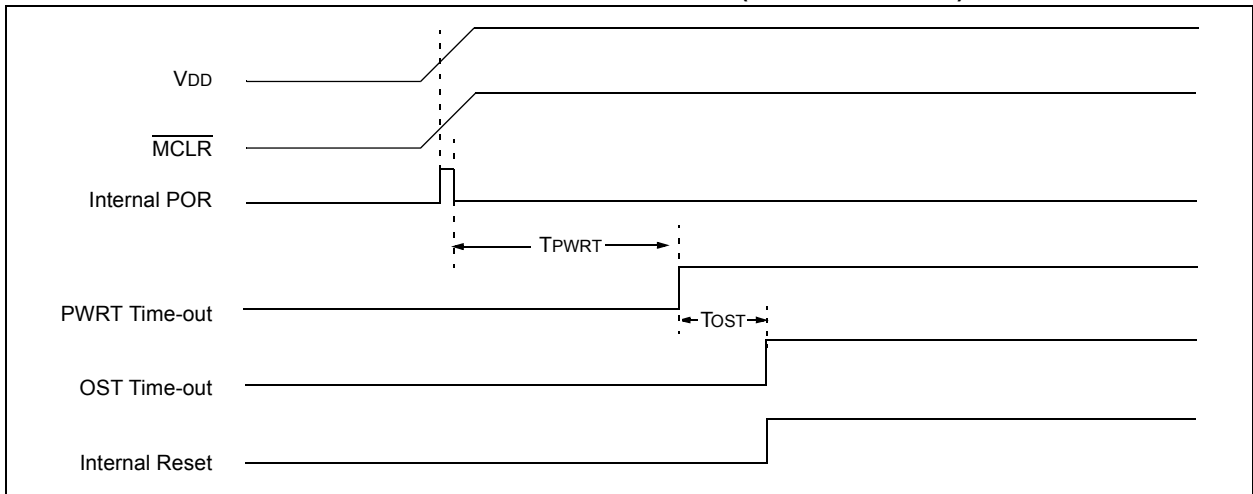 VDD
MCLR
Internal POR
TPWRT
PWRT Time-out
TOST
OST Time-out
Internal Reset